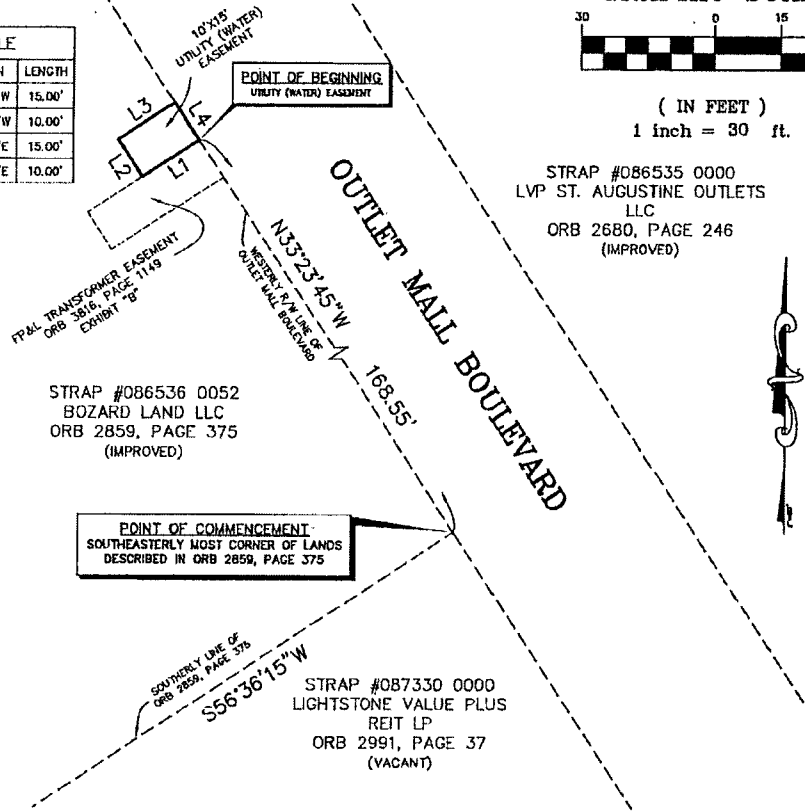 N LENGTH
W 15.00'
W 10.00'
E 15.00'
E 10.00'
10'X15'
UTILITY (WATER)
EASEMENT
POINT OF BEGINNING
UTILITY (WATER) EASEMENT
L3
L4
L2
L1
30 0 15
( IN FEET )
1 inch = 30 ft.
STRAP #086535 0000
LVP ST. AUGUSTINE OUTLETS
LLC
ORB 2680, PAGE 246
(IMPROVED)
OUTLET MALL BOULEVARD
N33°23'45"W
168.55'
WESTERLY R/W LINE OF
OUTLET MALL BOULEVARD
FP&L TRANSFORMER EASEMENT
ORB 3816, PAGE 1149
EXHIBIT "B"
STRAP #086536 0052
BOZARD LAND LLC
ORB 2859, PAGE 375
(IMPROVED)
POINT OF COMMENCEMENT
SOUTHEASTERLY MOST CORNER OF LANDS
DESCRIBED IN ORB 2859, PAGE 375
SOUTHERLY LINE OF
ORB 2859, PAGE 375
S56°36'15"W
STRAP #087330 0000
LIGHTSTONE VALUE PLUS
REIT LP
ORB 2991, PAGE 37
(VACANT)